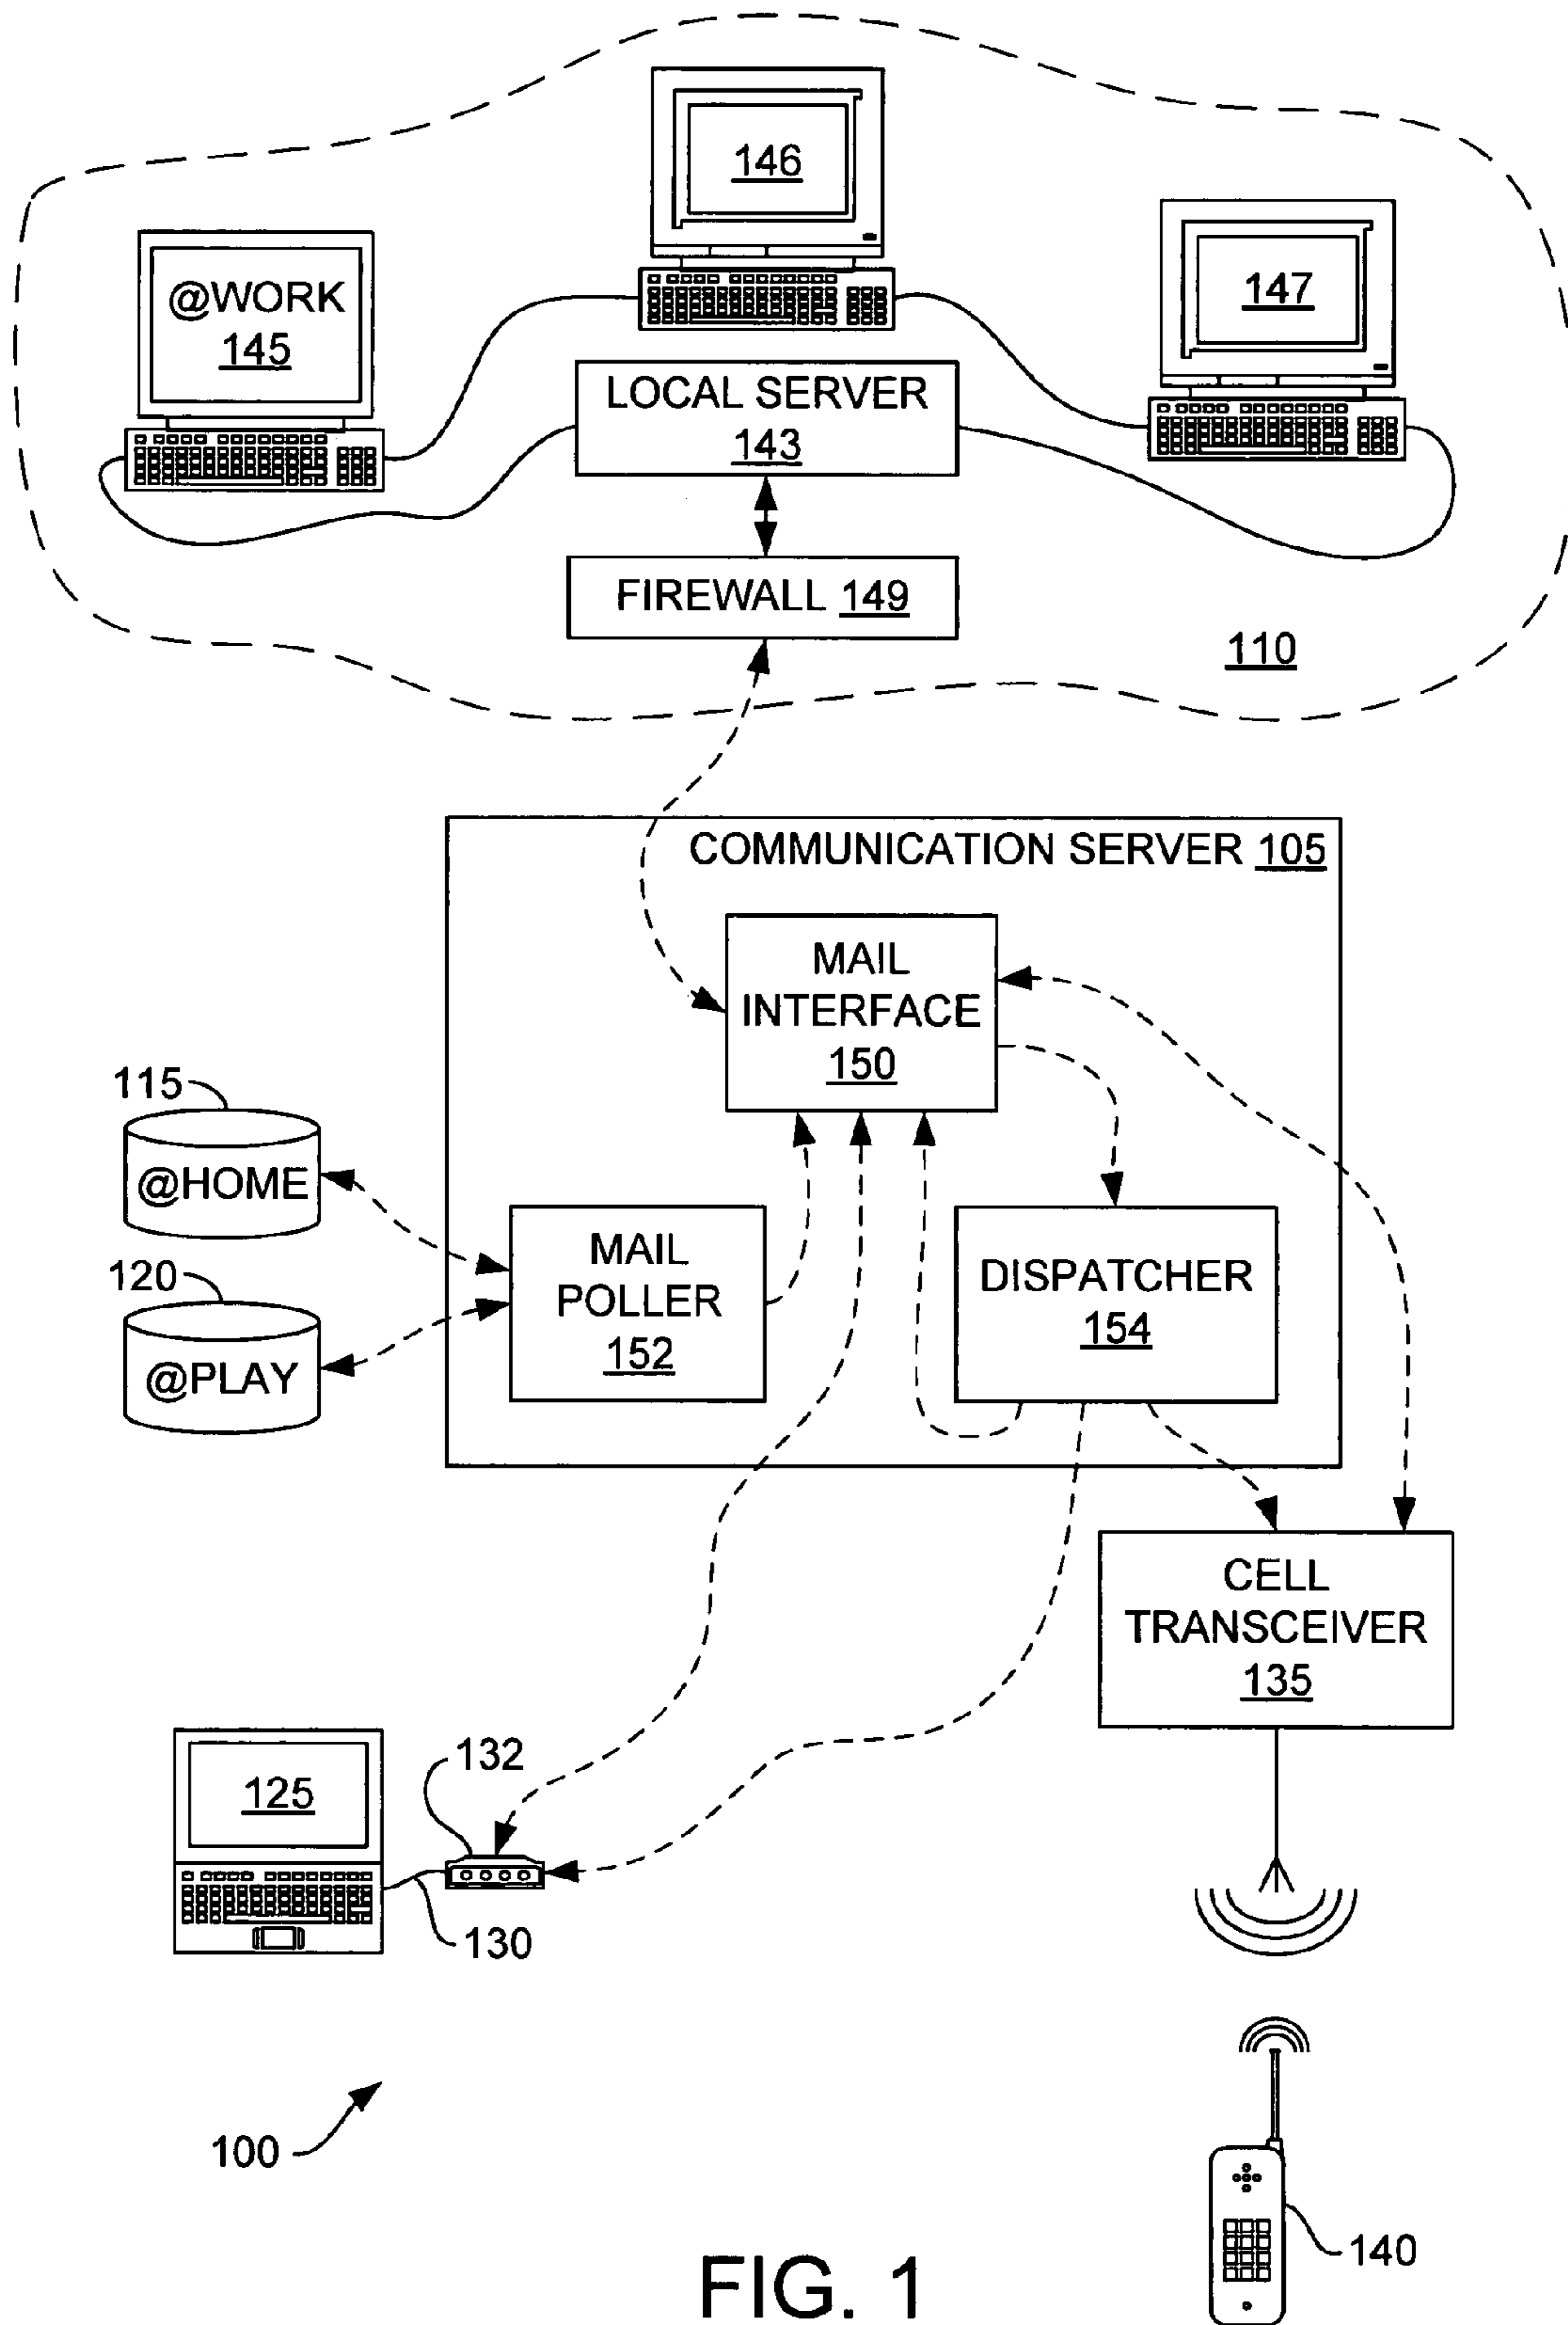 146
@WORK
145
147
LOCAL SERVER
143
FIREWALL 149
110
COMMUNICATION SERVER 105
MAIL
INTERFACE
150
115
@HOME
120
@PLAY
MAIL
POLLER
152
DISPATCHER
154
CELL
TRANSCEIVER
135
125
132
130
100
140
FIG. 1